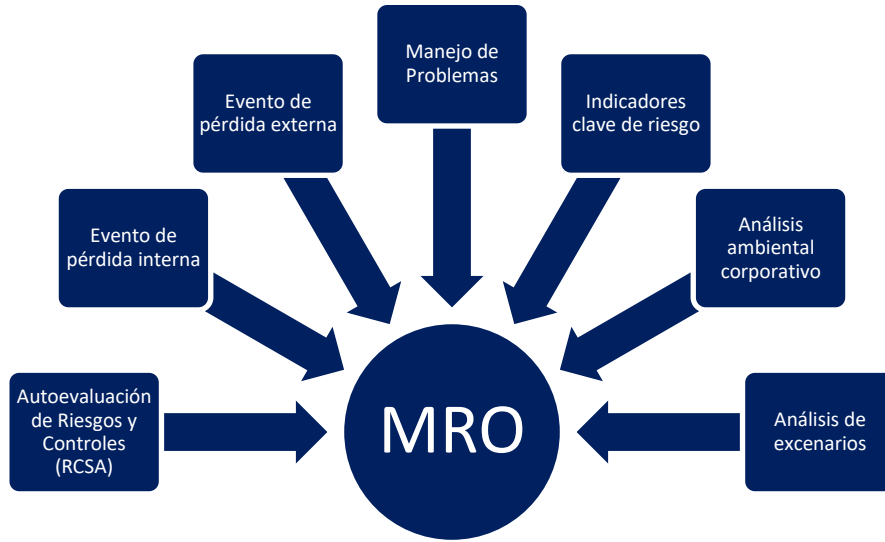 Manejo de
Problemas
Evento de
pérdida externa
Indicadores
clave de riesgo
Evento de
pérdida interna
Análisis
ambiental
corporativo
Autoevaluación
de Riesgos y
Controles
(RCSA)
MRO
Análisis de
excenarios